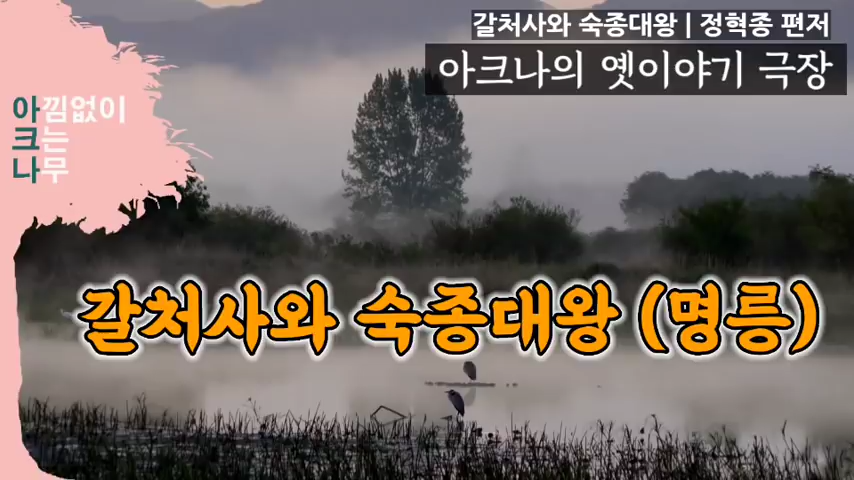 갈처사와 숙종대왕 | 정혁종 편저
아크나의 옛이야기 극장
아낌없이
크는
나무
갈처사와 숙종대왕 (명릉)